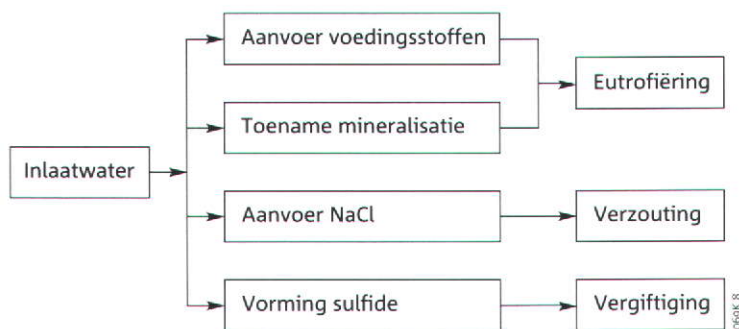 Aanvoer voedingsstoffen
Eutrofiëring
Toename mineralisatie
Inlaatwater
Aanvoer NaCl
Verzouting
Vorming sulfide
Vergiftiging